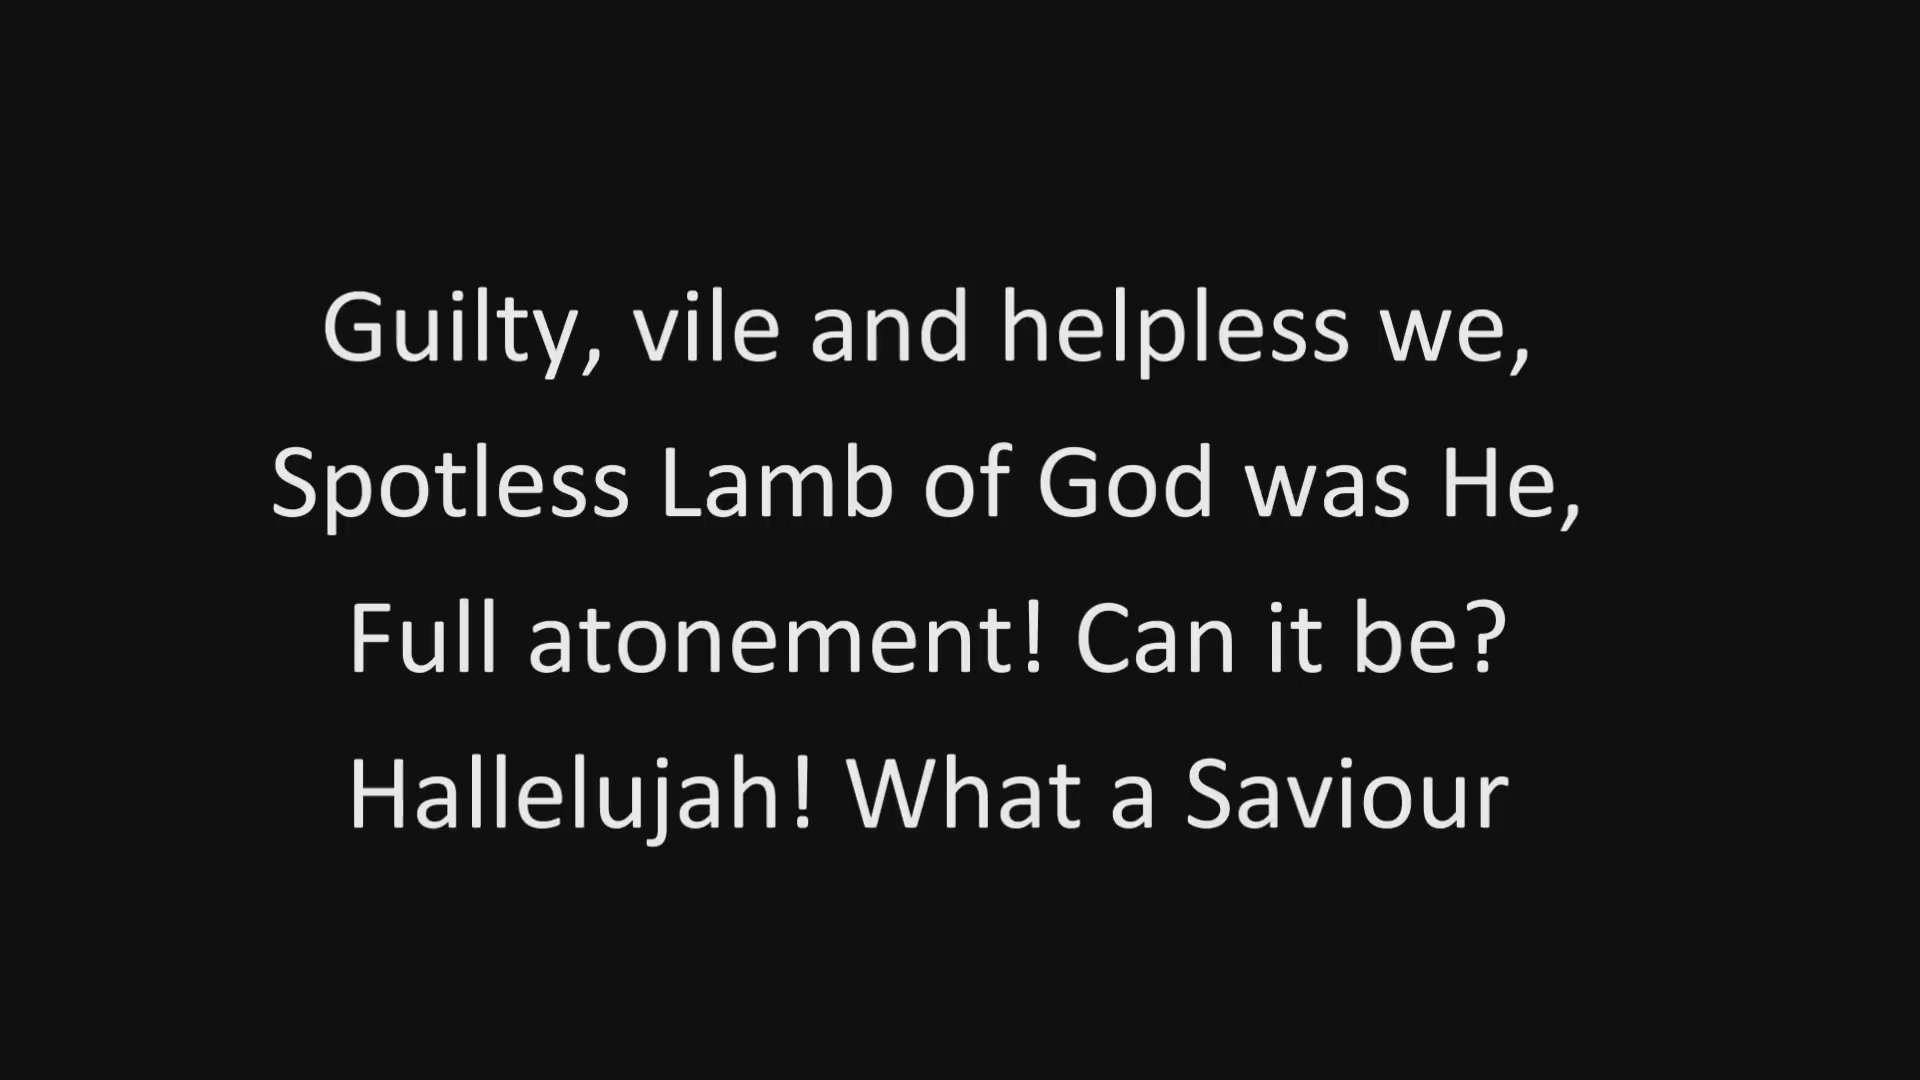 Guilty, vile and helpless we,
Spotless Lamb of God was He,
Full atonement! Can it be?
Hallelujah! What a Saviour